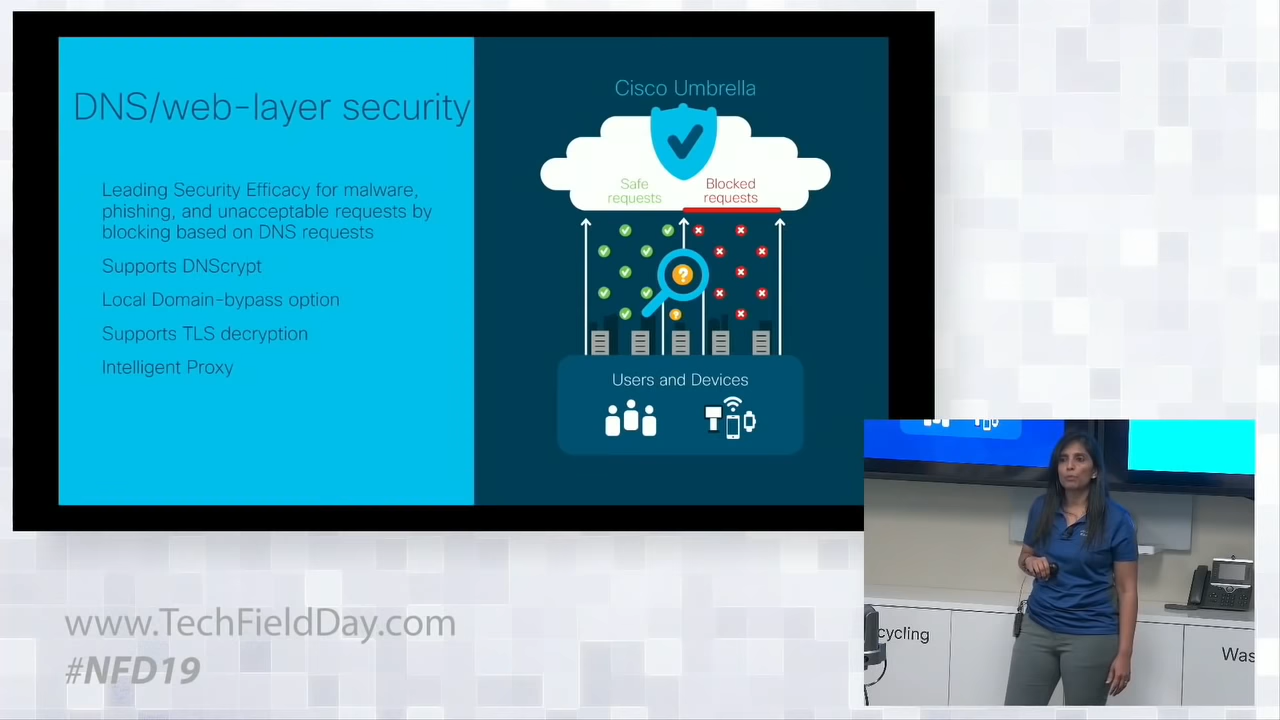 DNS/web-layer security
Leading Security Efficacy for malware,
phishing, and unacceptable requests by
blocking based on DNS requests
Supports DNScrypt
Local Domain-bypass option
Supports TLS decryption
Intelligent Proxy
Cisco Umbrella
Safe
requests
Blocked
requests
?
?
Users and Devices
www.TechFieldDay.com
#NFD19
cycling
Was